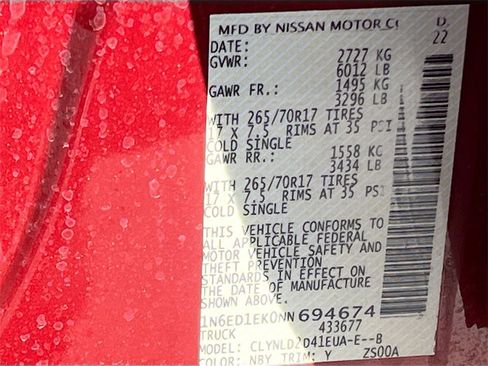 MFD BY NISSAN MOTOR CO D.
DATE: 22
GVWR: 2727 KG
6012 LB
GAWR FR.: 1495 KG
3296 LB
WITH 265/70R17 TIRES
17 X 7.5 RIMS AT 35 PSI
COLD SINGLE
GAWR RR.: 1558 KG
3434 LB
WITH 265/70R17 TIRES
17 X 7.5 RIMS AT 35 PSI
COLD SINGLE
THIS VEHICLE CONFORMS TO
ALL APPLICABLE FEDERAL
MOTOR VEHICLE SAFETY AND
THEFT PREVENTION
STANDARDS IN EFFECT ON
THE DATE OF MANUFACTURE
SHOWN ABOVE.
1N6ED1EK0NN694674
TRUCK 433677
MODEL: CLYNLD2D41EUA-E--B
COLOR: NBY TRIM: Y ZS00A